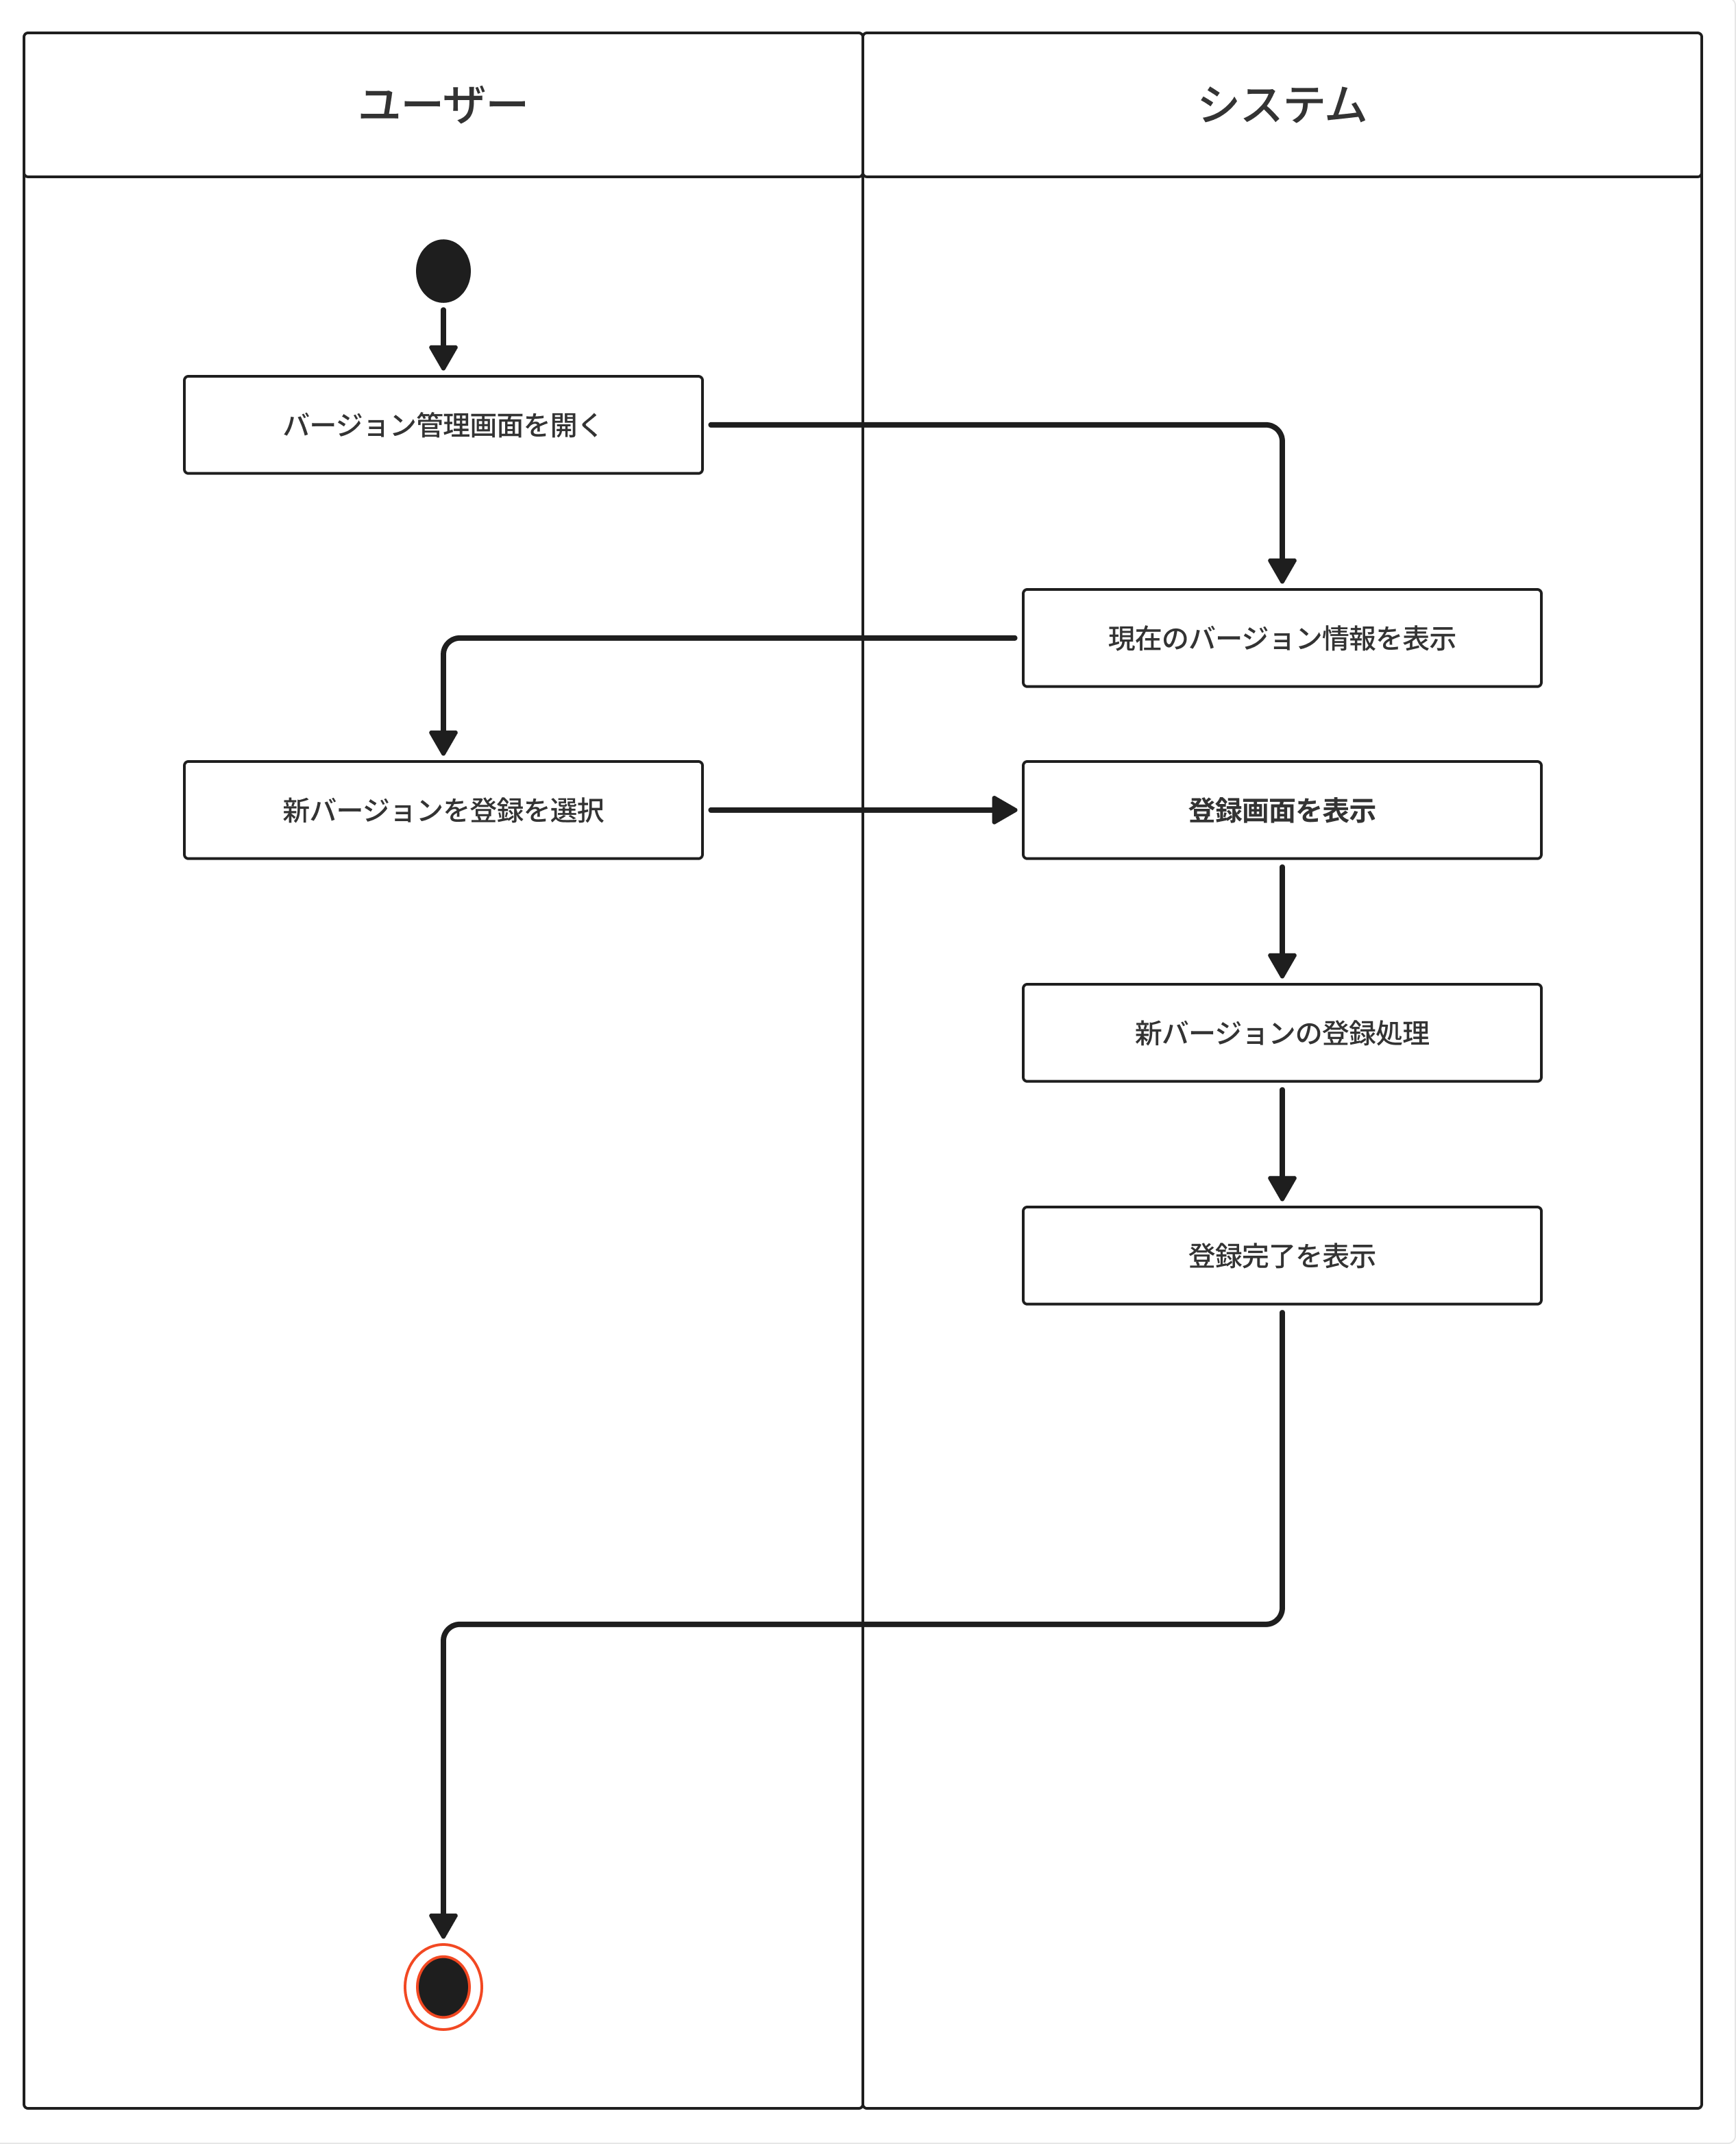 ユーザー
システム
バージョン管理画面を開く
現在のバージョン情報を表示
新バージョンを登録を選択
登録画面を表示
新バージョンの登録処理
登録完了を表示